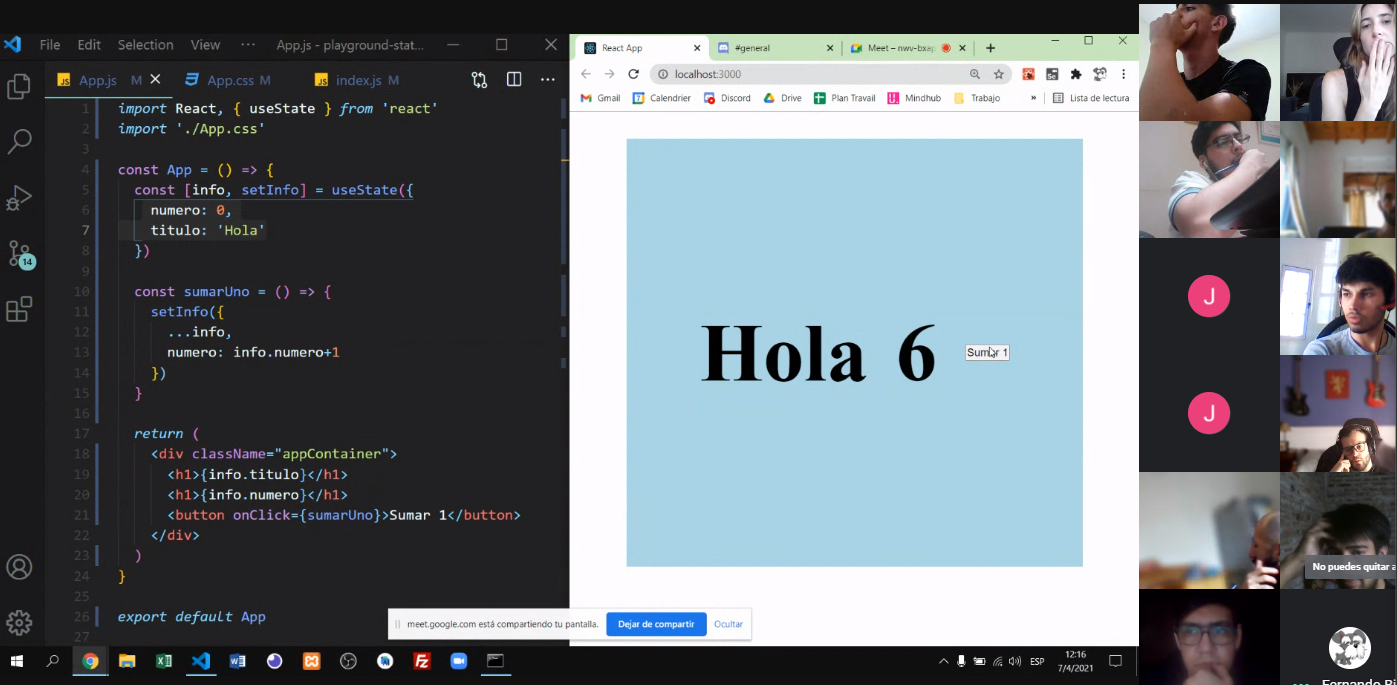 File Edit Selection View ··· App.js - playground-stat...
App.js M App.css M index.js M ···
1 import React, { useState } from 'react'
2 import './App.css'
3
4 const App = () => {
5 const [info, setInfo] = useState({
6 numero: 0,
7 titulo: 'Hola'
8 })
9
10 const sumarUno = () => {
11 setInfo({
12 ...info,
13 numero: info.numero+1
14 })
15 }
16
17 return (
18 <div className="appContainer">
19 <h1>{info.titulo}</h1>
20 <h1>{info.numero}</h1>
21 <button onClick={sumarUno}>Sumar 1</button>
22 </div>
23 )
24 }
25
26 export default App
27
14
React App #general Meet – nwv-bxap
localhost:3000
Gmail Calendrier Discord Drive Plan Travail Mindhub Trabajo » Lista de lectura
Hola 6 Sumar 1
meet.google.com está compartiendo tu pantalla. Dejar de compartir Ocultar
ESP 12:16
7/4/2021
J
J
No puedes quitar a